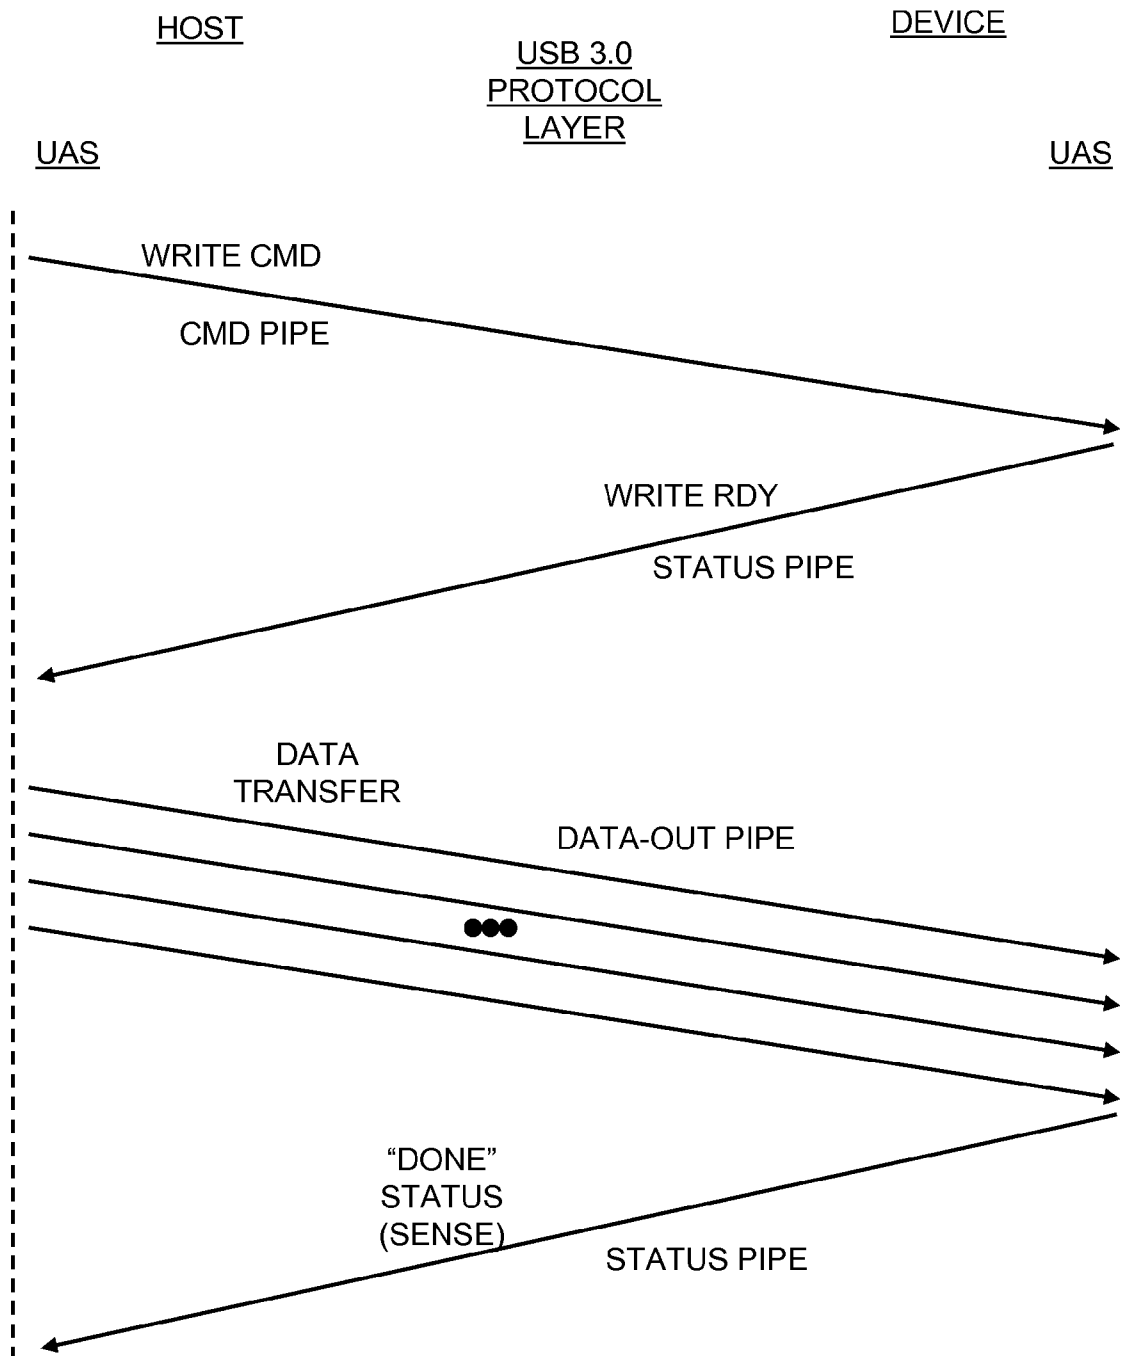 HOST
DEVICE
USB 3.0
PROTOCOL
LAYER
UAS
UAS
WRITE CMD
CMD PIPE
WRITE RDY
STATUS PIPE
DATA
TRANSFER
DATA-OUT PIPE
“DONE”
STATUS
(SENSE)
STATUS PIPE